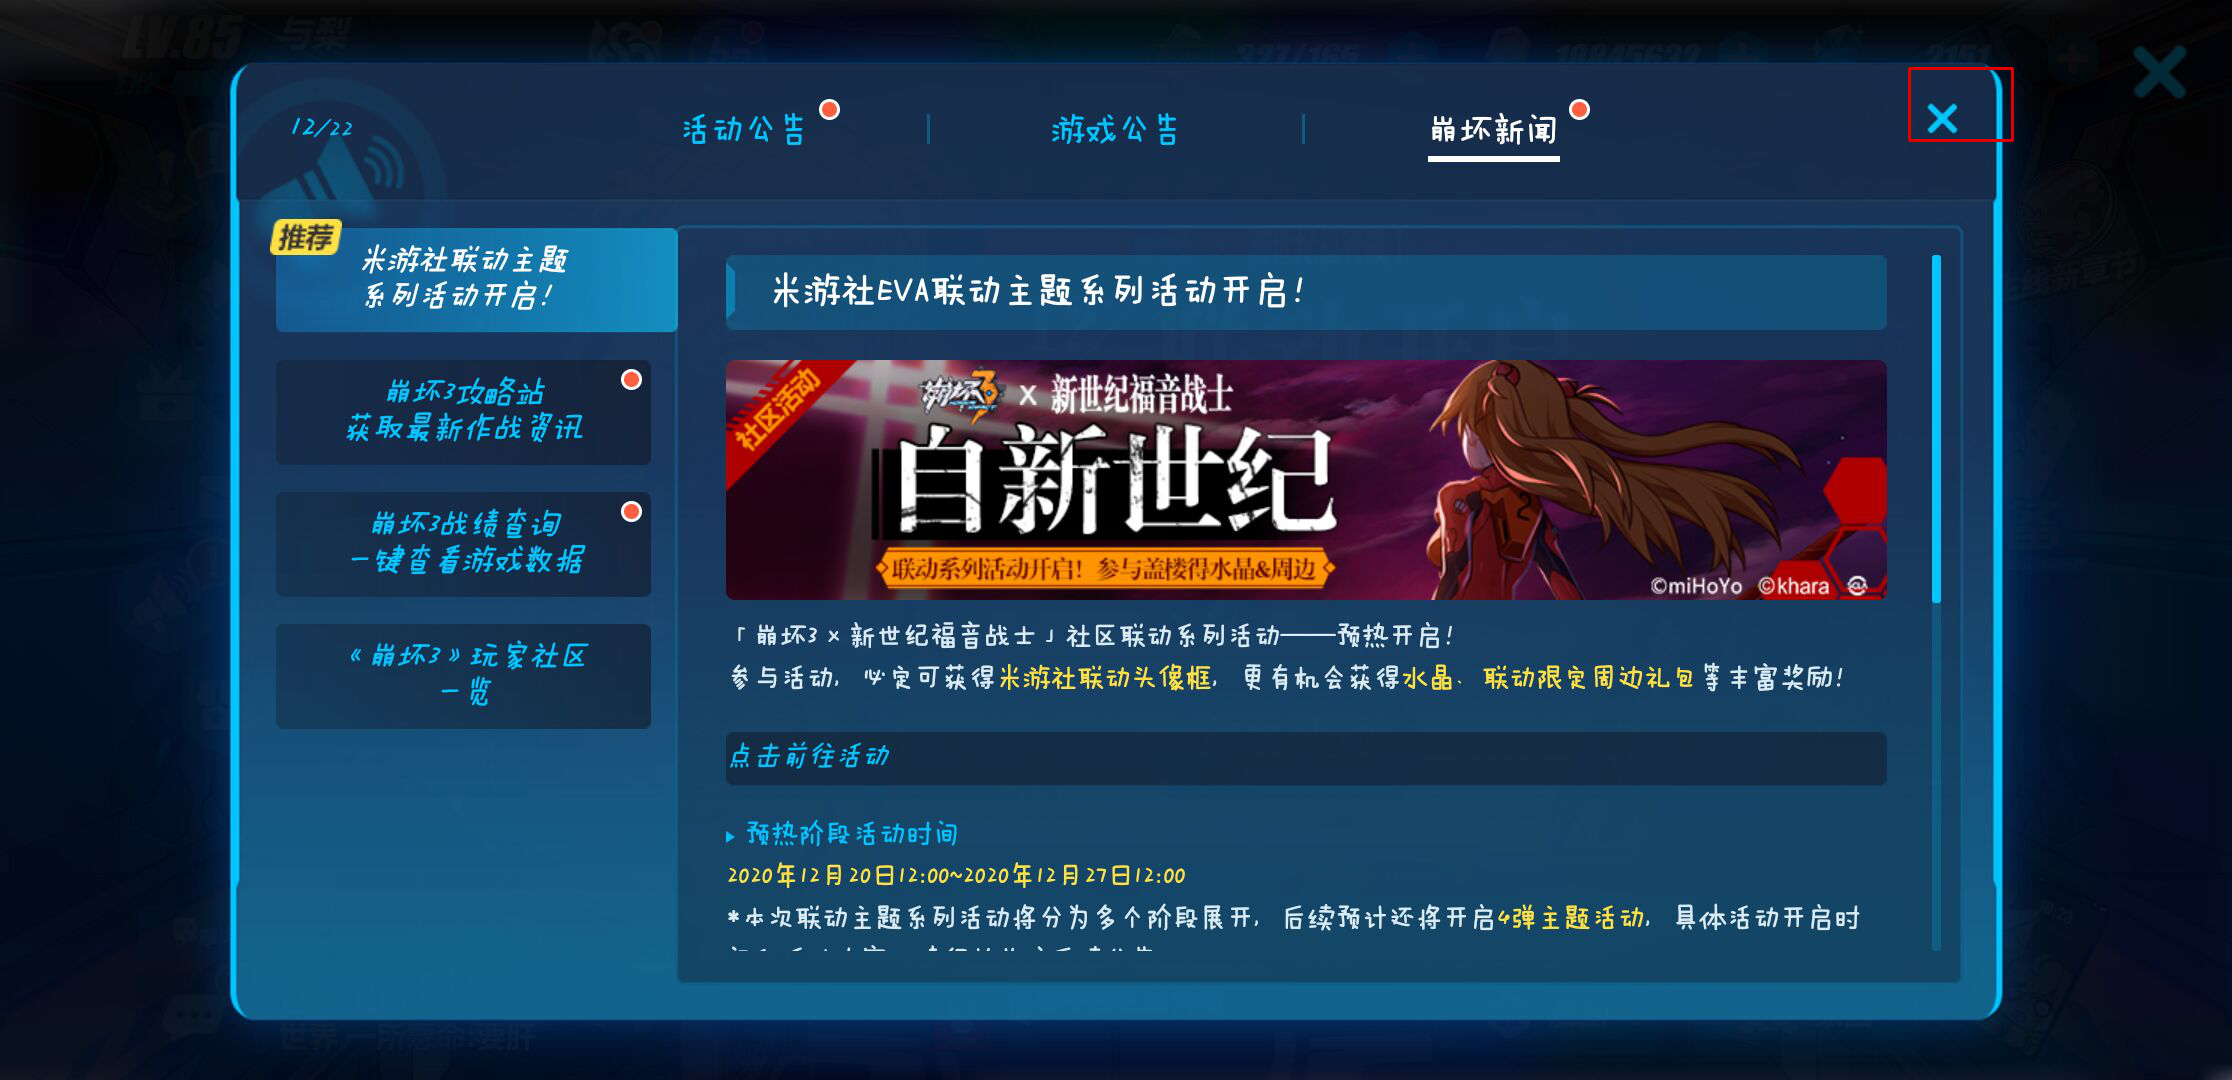 LV.85 与梨
327/165
18845632
2151
12/22
活动公告
游戏公告
崩坏新闻
推荐
米游社联动主题
系列活动开启！
崩坏3攻略站
获取最新作战资讯
崩坏3战绩查询
一键查看游戏数据
《崩坏3》玩家社区
一览
米游社EVA联动主题系列活动开启！
社区活动
崩坏3 x 新世纪福音战士
自新世纪
联动系列活动开启！参与盖楼得水晶&周边
©miHoYo ©khara
「崩坏3×新世纪福音战士」社区联动系列活动——预热开启！
参与活动，必定可获得米游社联动头像框，更有机会获得水晶、联动限定周边礼包等丰富奖励！
点击前往活动
▸ 预热阶段活动时间
2020年12月20日12:00~2020年12月27日12:00
*本次联动主题系列活动将分为多个阶段展开，后续预计还将开启4弹主题活动，具体活动开启时